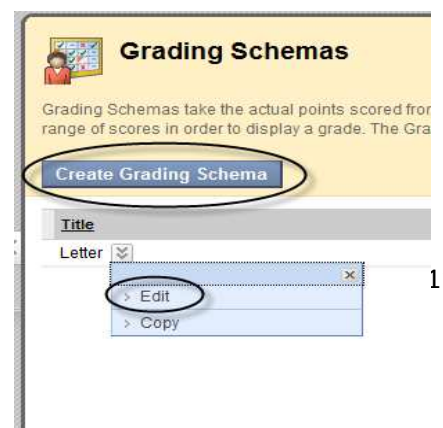 Grading Schemas
Grading Schemas take the actual points scored from
range of scores in order to display a grade. The Gra
Create Grading Schema
Title
Letter
> Edit
> Copy
1